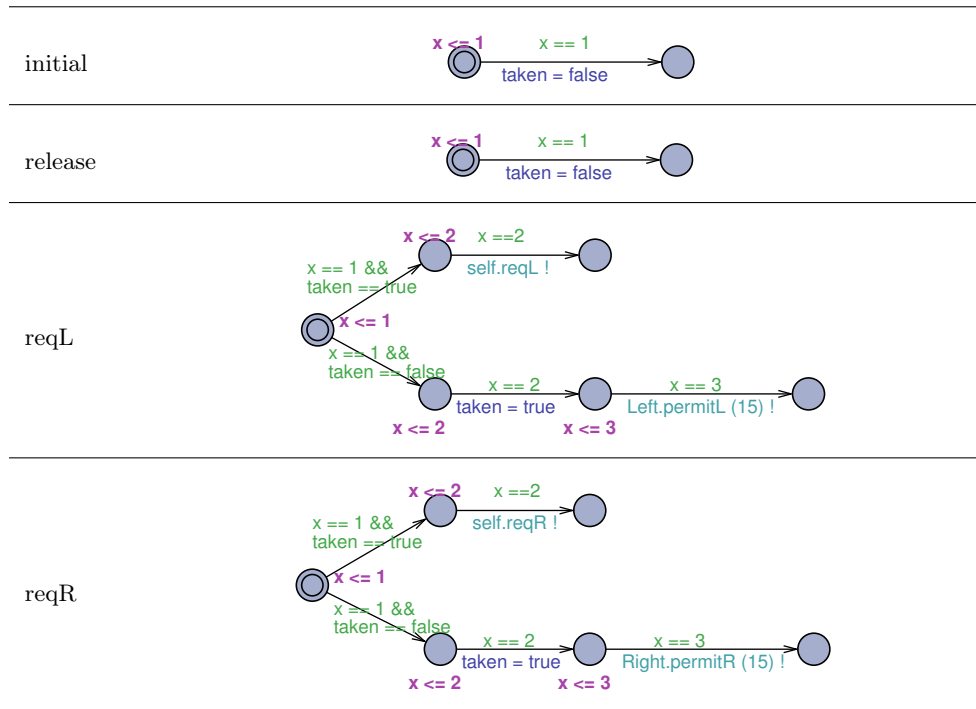 initial
x <= 1
x == 1
taken = false
release
x <= 1
x == 1
taken = false
reqL
x <= 2
x ==2
self.reqL !
x == 1 &&
taken == true
x <= 1
x == 1 &&
taken == false
x == 2
taken = true
x == 3
Left.permitL (15) !
x <= 2
x <= 3
reqR
x <= 2
x ==2
self.reqR !
x == 1 &&
taken == true
x <= 1
x == 1 &&
taken == false
x == 2
taken = true
x == 3
Right.permitR (15) !
x <= 2
x <= 3